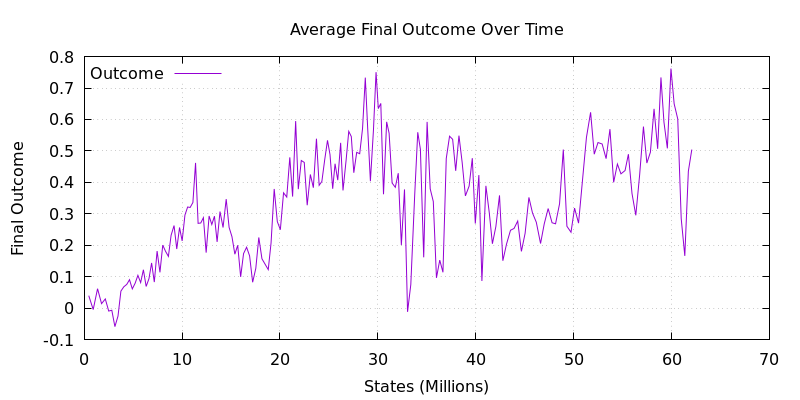 Average Final Outcome Over Time
Outcome
Final Outcome
0.8
0.7
0.6
0.5
0.4
0.3
0.2
0.1
0
-0.1
0 10 20 30 40 50 60 70
States (Millions)